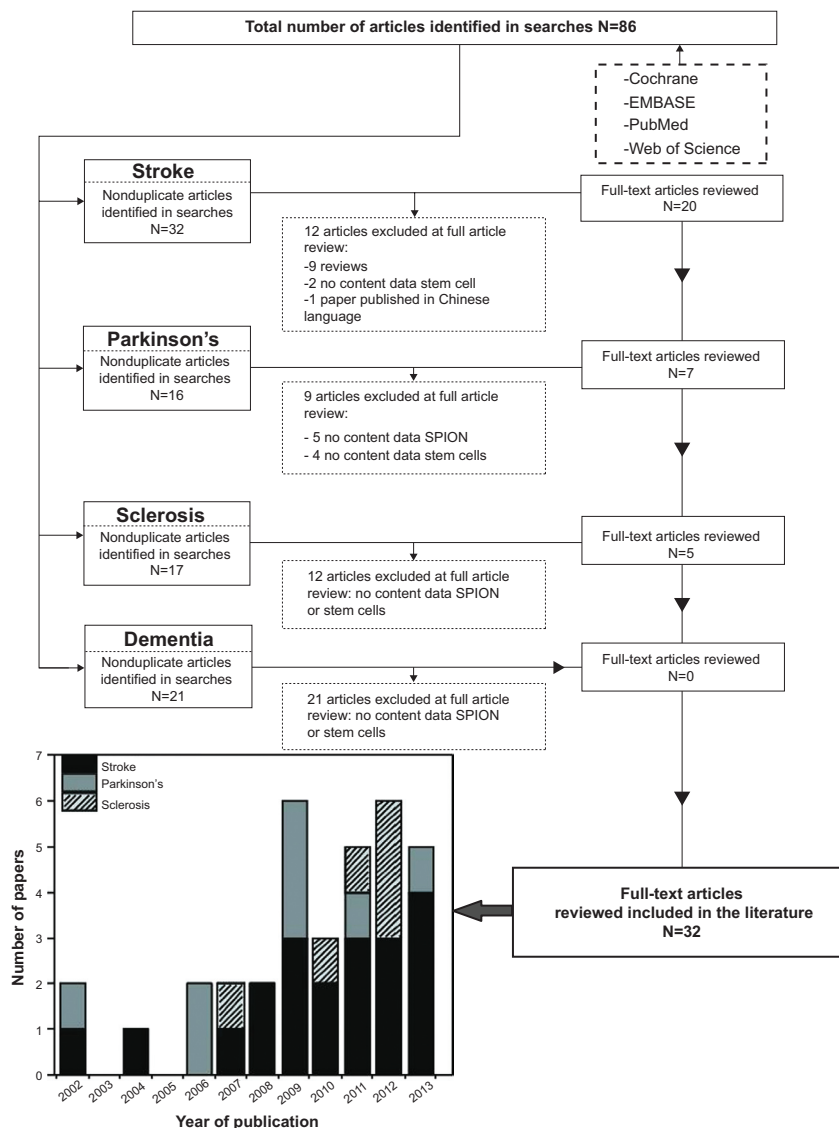 Total number of articles identified in searches N=86
-Cochrane
-EMBASE
-PubMed
-Web of Science
Stroke
Nonduplicate articles
identified in searches
N=32
Full-text articles reviewed
N=20
12 articles excluded at full article
review:
-9 reviews
-2 no content data stem cell
-1 paper published in Chinese
language
Parkinson's
Nonduplicate articles
identified in searches
N=16
Full-text articles reviewed
N=7
9 articles excluded at full article
review:
- 5 no content data SPION
- 4 no content data stem cells
Sclerosis
Nonduplicate articles
identified in searches
N=17
Full-text articles reviewed
N=5
12 articles excluded at full article
review: no content data SPION
or stem cells
Dementia
Nonduplicate articles
identified in searches
N=21
Full-text articles reviewed
N=0
21 articles excluded at full article
review: no content data SPION
or stem cells
Full-text articles
reviewed included in the literature
N=32
Number of papers
7
6
5
4
3
2
1
0
Stroke
Parkinson's
Sclerosis
2002
2003
2004
2005
2006
2007
2008
2009
2010
2011
2012
2013
Year of publication